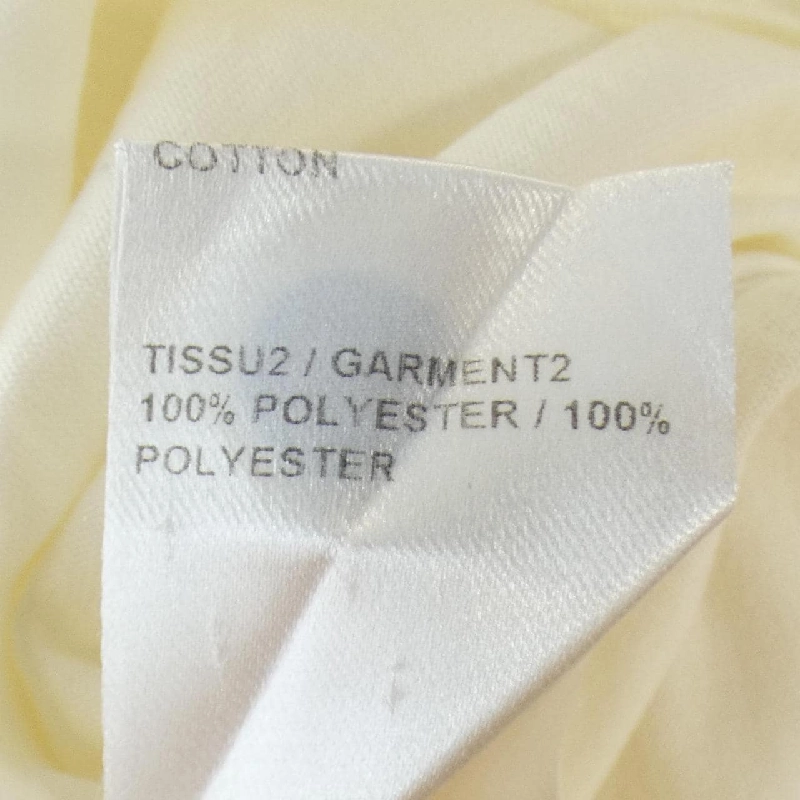 COTTON
TISSU2 / GARMENT2
100% POLYESTER / 100%
POLYESTER